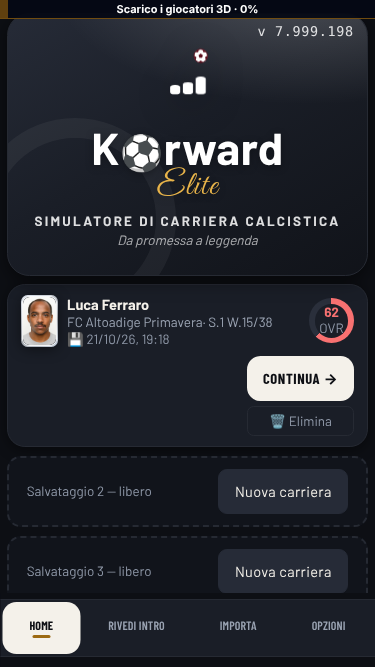 Scarico i giocatori 3D · 0%
v 7.999.198
K⚽rward
Elite
SIMULATORE DI CARRIERA CALCISTICA
Da promessa a leggenda
Luca Ferraro
FC Altoadige Primavera· S.1 W.15/38
💾 21/10/26, 19:18
62
OVR
CONTINUA →
🗑️ Elimina
Salvataggio 2 — libero
Nuova carriera
Salvataggio 3 — libero
Nuova carriera
HOME
RIVEDI INTRO
IMPORTA
OPZIONI